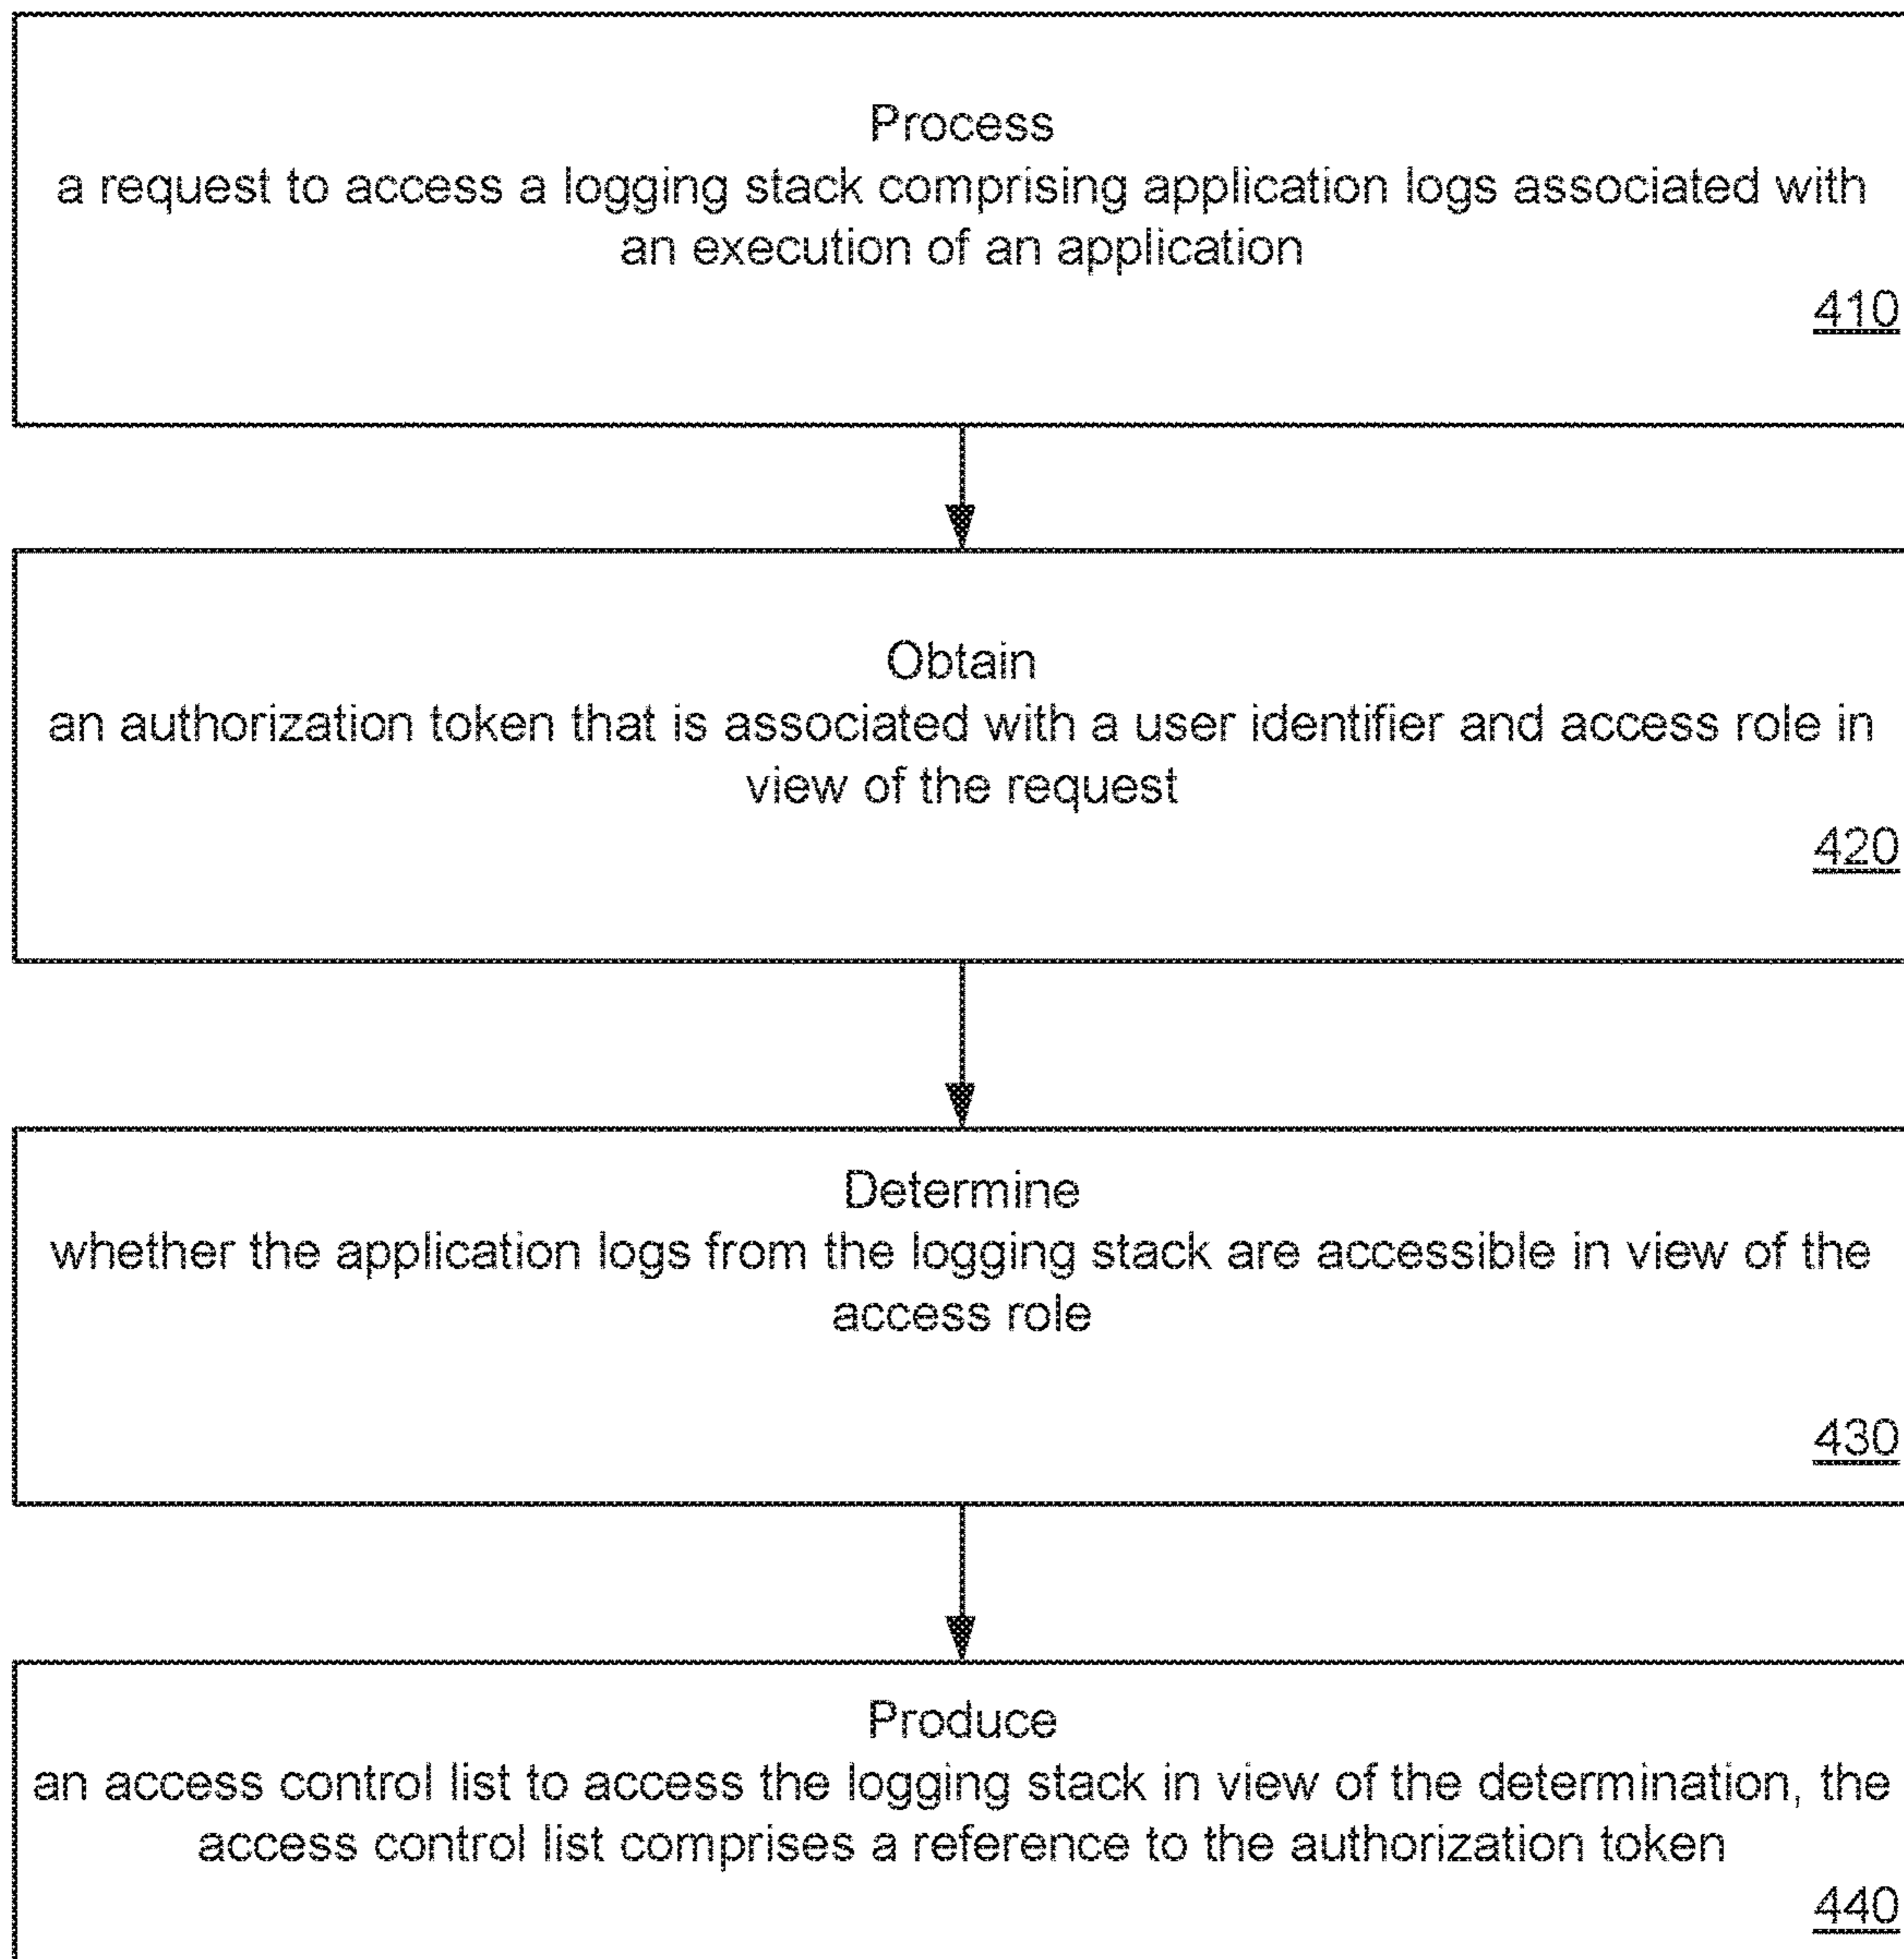 Process
a request to access a logging stack comprising application logs associated with
an execution of an application
410
Obtain
an authorization token that is associated with a user identifier and access role in
view of the request
420
Determine
whether the application logs from the logging stack are accessible in view of the
access role
430
Produce
an access control list to access the logging stack in view of the determination, the
access control list comprises a reference to the authorization token
440